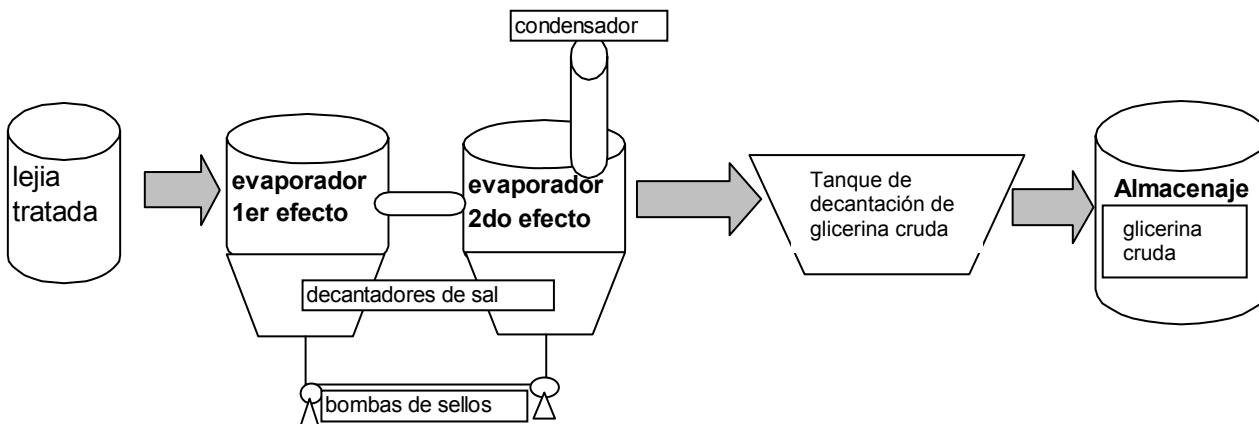 condensador
lejia
tratada
evaporador
1er efecto
evaporador
2do efecto
decantadores de sal
bombas de sellos
Tanque de
decantación de
glicerina cruda
Almacenaje
glicerina
cruda